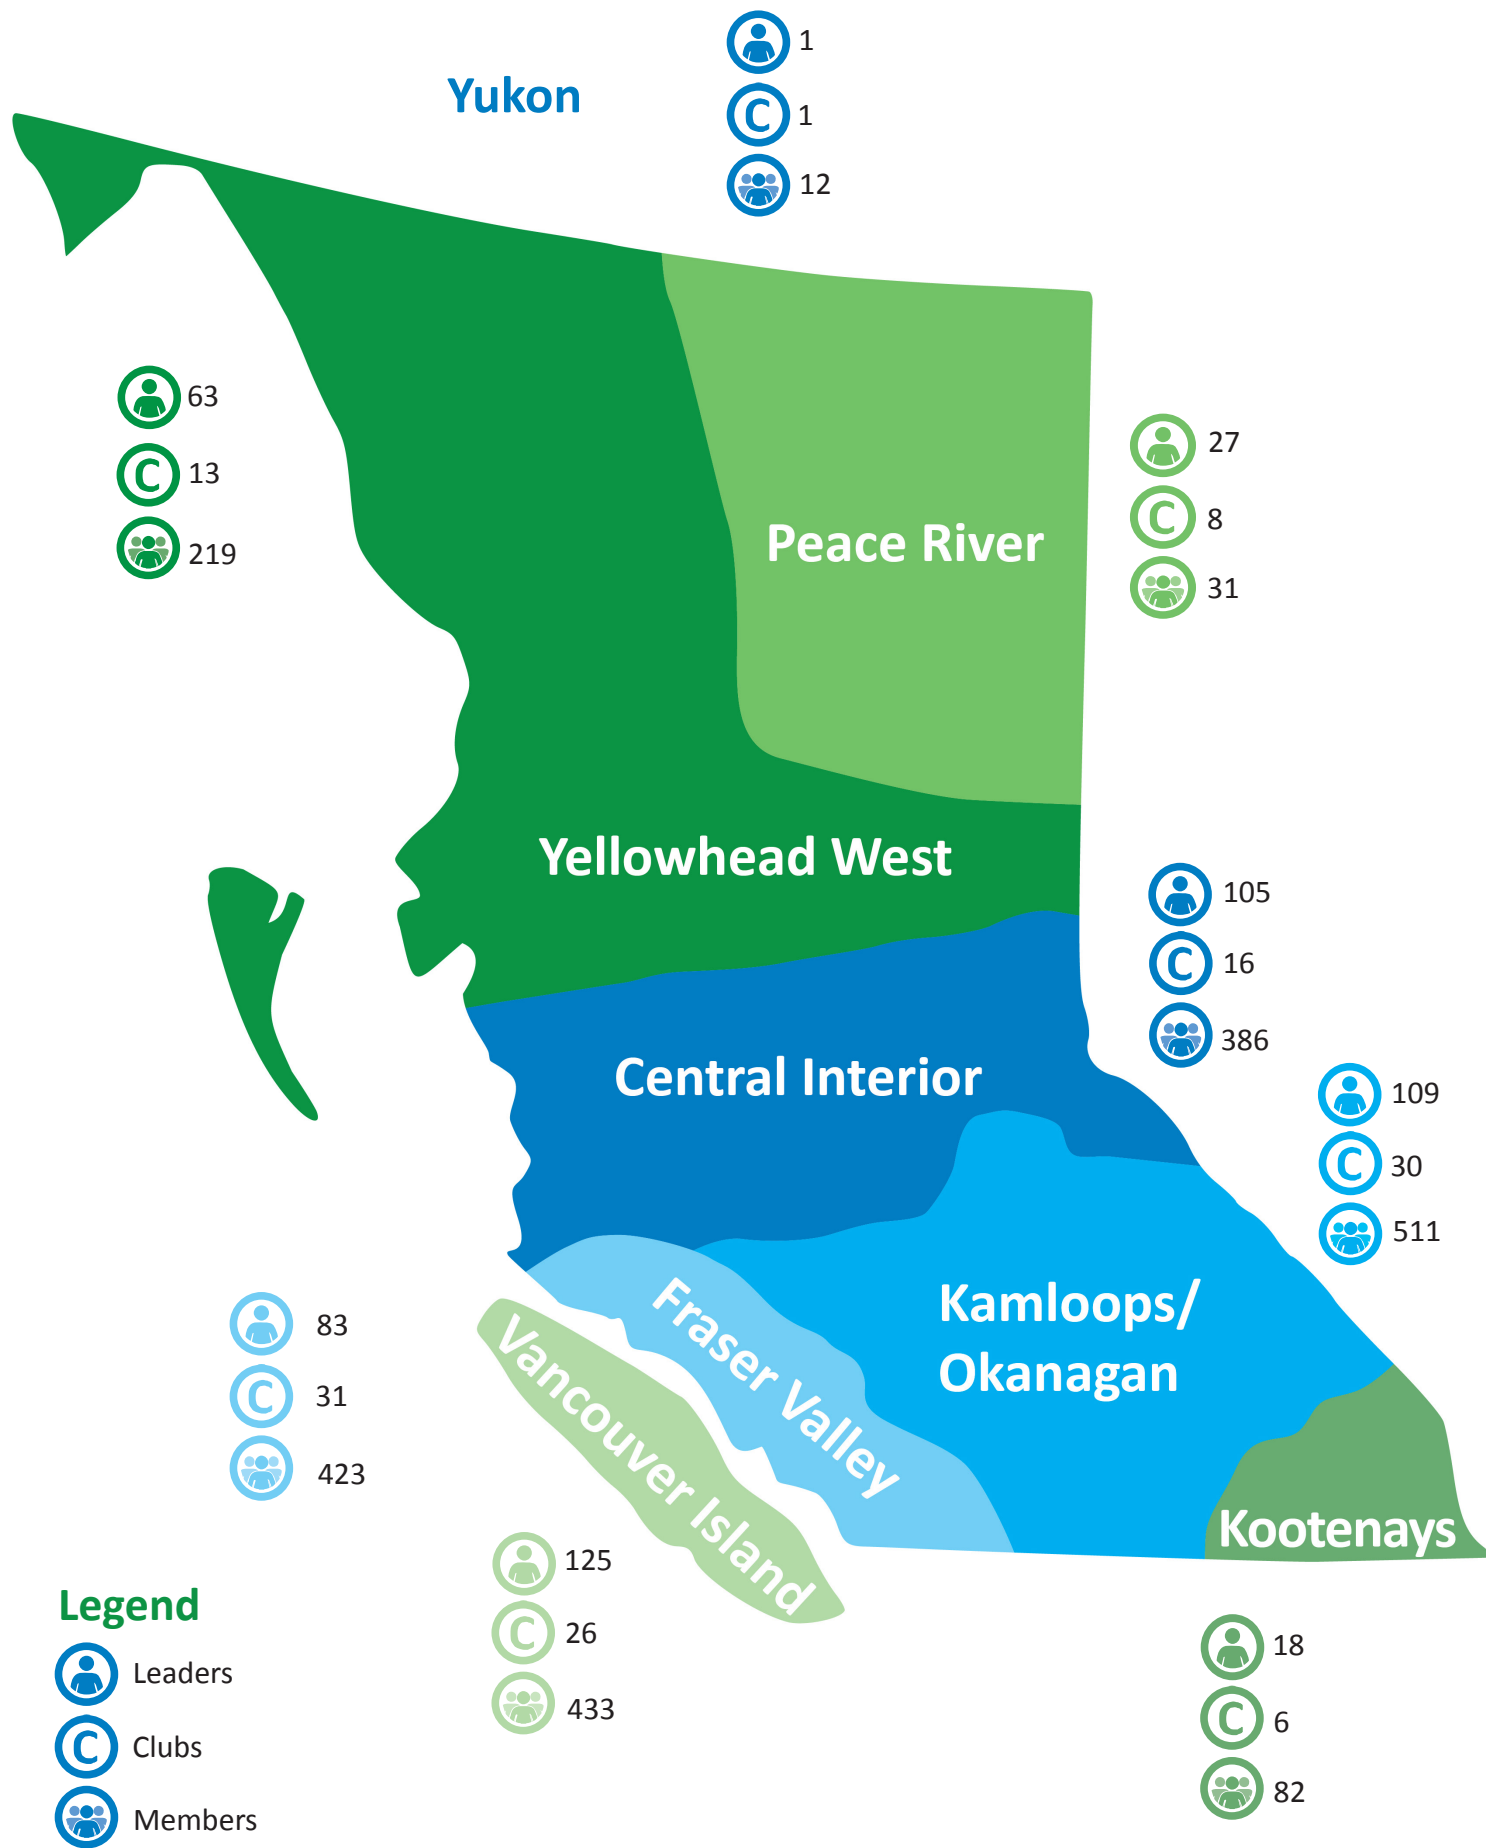 Yukon
1
C 1
12
63
C 13
219
27
C 8
31
Peace River
Yellowhead West
105
C 16
386
Central Interior
109
C 30
511
Kamloops/
Okanagan
Fraser Valley
Vancouver Island
83
C 31
423
Kootenays
125
C 26
433
18
C 6
82
Legend
Leaders
C Clubs
Members